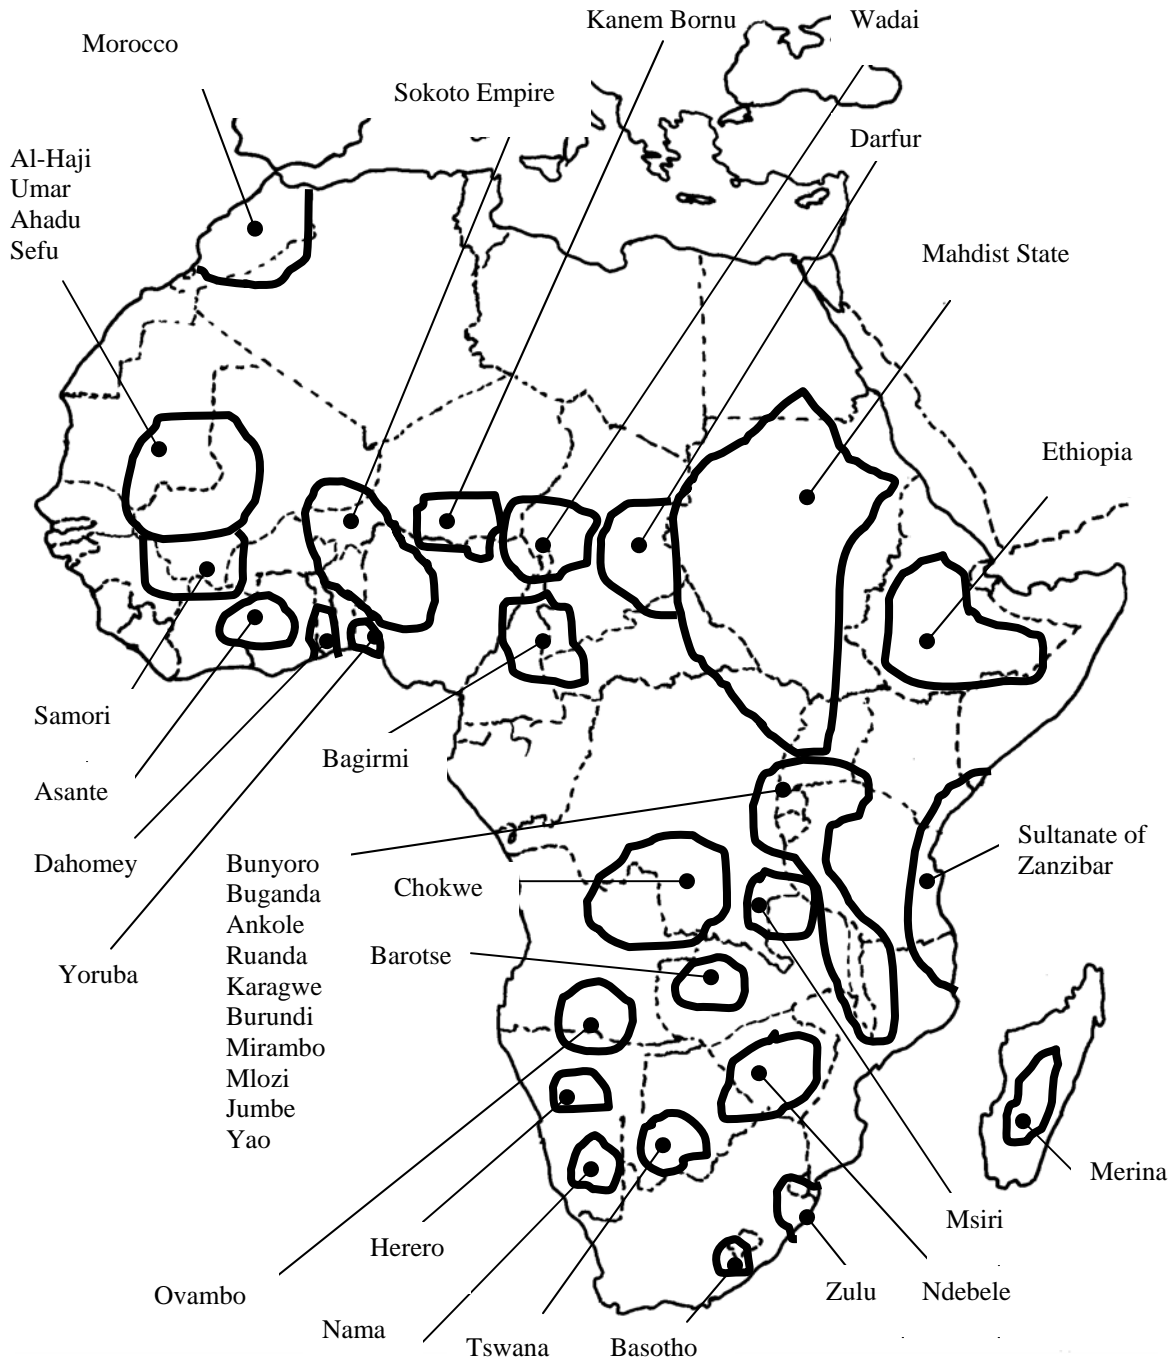 Kanem Bornu
Wadai
Morocco
Sokoto Empire
Darfur
Al-Haji
Umar
Ahadu
Sefu
Mahdist State
Ethiopia
Samori
Bagirmi
Asante
Dahomey
Bunyoro
Buganda
Ankole
Ruanda
Karagwe
Burundi
Mirambo
Mlozi
Jumbe
Yao
Chokwe
Sultanate of
Zanzibar
Barotse
Yoruba
Merina
Msiri
Herero
Ovambo
Zulu
Ndebele
Nama
Tswana
Basotho